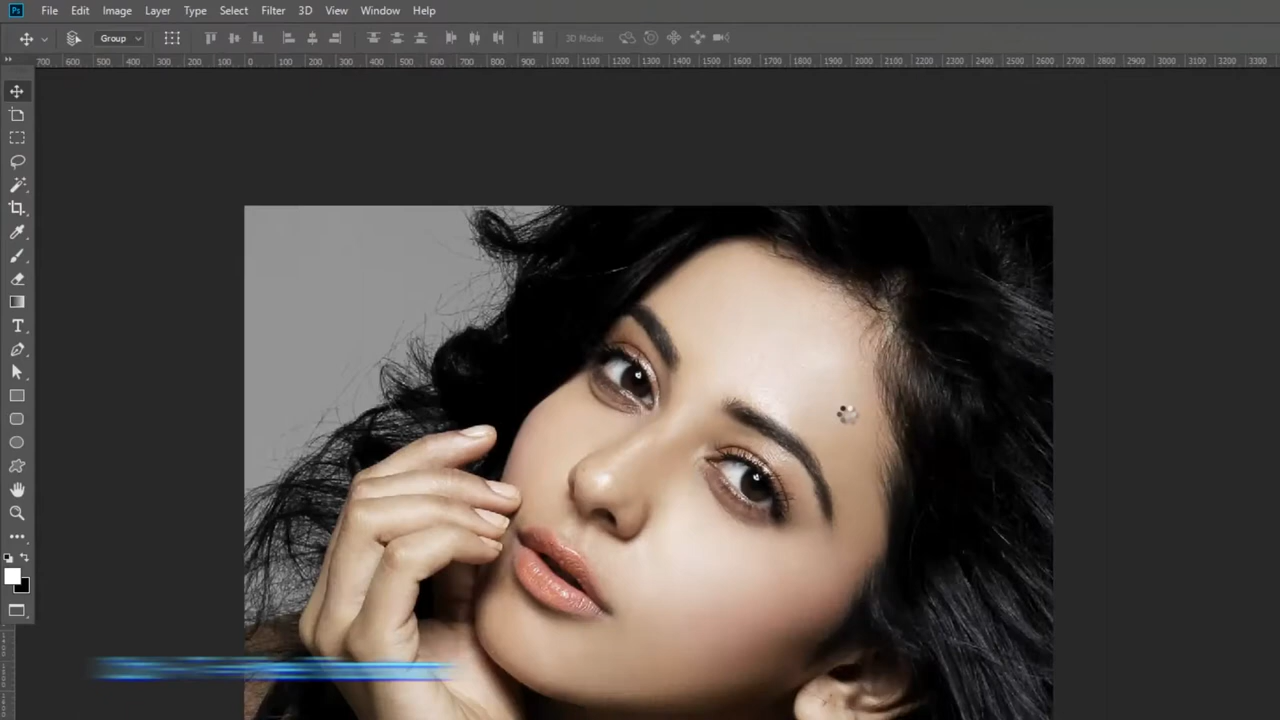 Ps File Edit Image Layer Type Select Filter 3D View Window Help
Group 3D Mode:
700 600 500 400 300 200 100 0 100 200 300 400 500 600 700 800 900 1000 1100 1200 1300 1400 1500 1600 1700 1800 1900 2000 2100 2200 2300 2400 2500 2600 2700 2800 2900 3000 3100 3200 3300
T